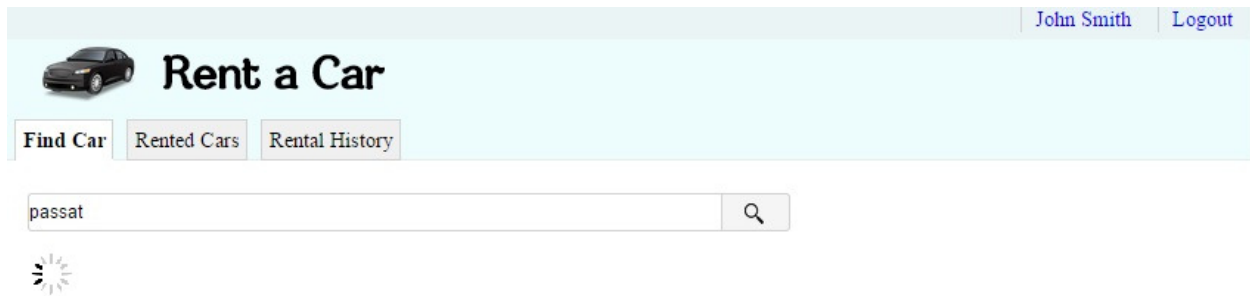 John Smith Logout
Rent a Car
Find Car Rented Cars Rental History
passat